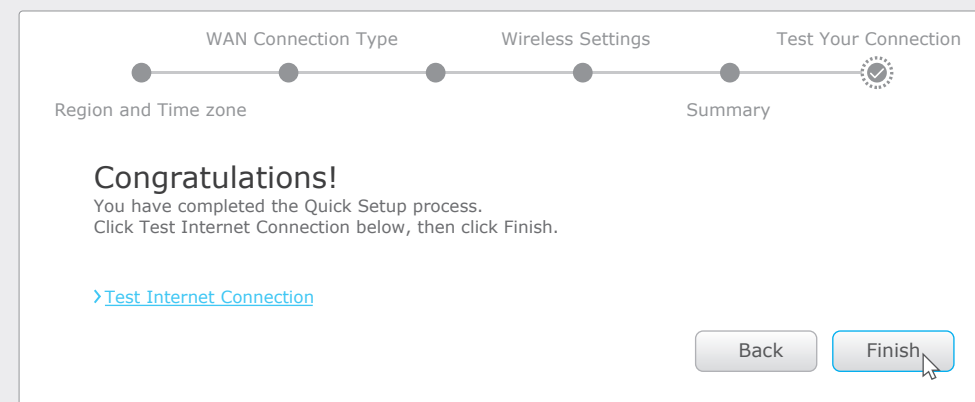 WAN Connection Type
Wireless Settings
Test Your Connection
Region and Time zone
Summary
Congratulations!
You have completed the Quick Setup process.
Click Test Internet Connection below, then click Finish.
Test Internet Connection
Back
Finish